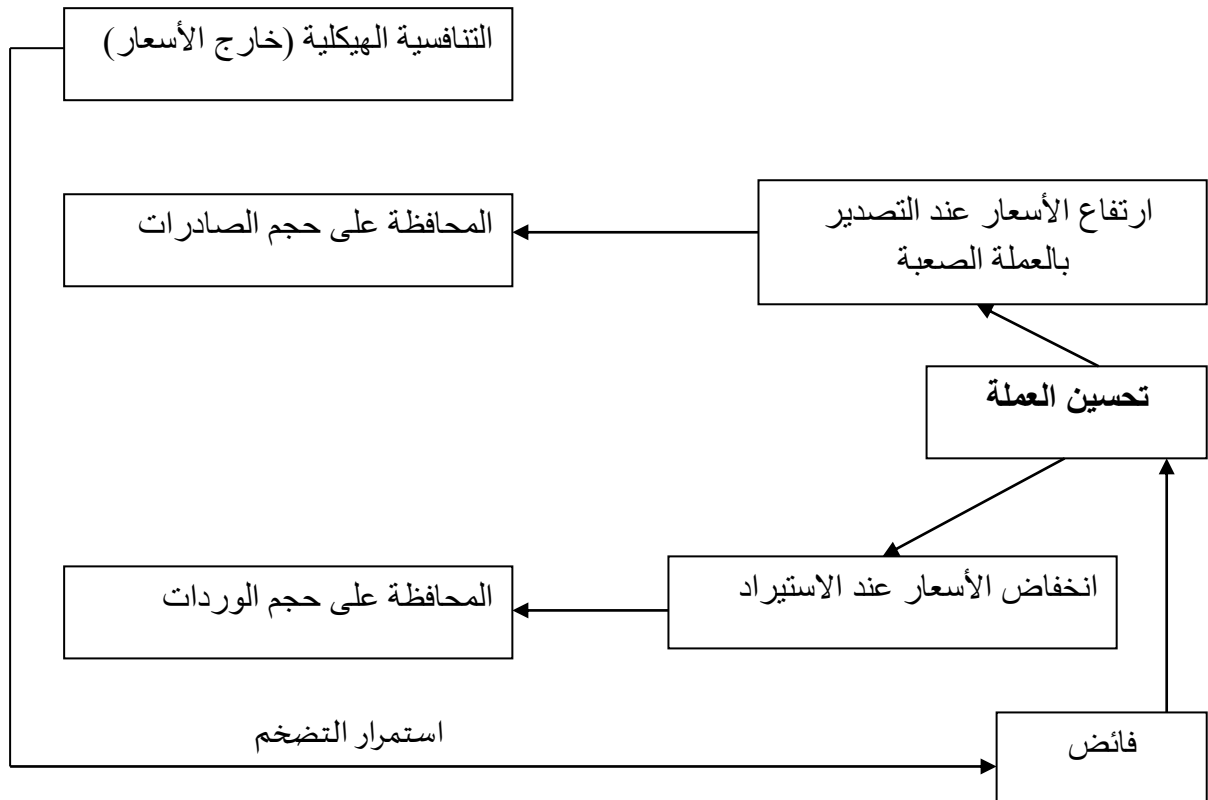 التنافسية الهيكلية (خارج الأسعار)
ارتفاع الأسعار عند التصدير
بالعملة الصعبة
المحافظة على حجم الصادرات
تحسين العملة
انخفاض الأسعار عند الاستيراد
المحافظة على حجم الوردات
استمرار التضخم
فائض